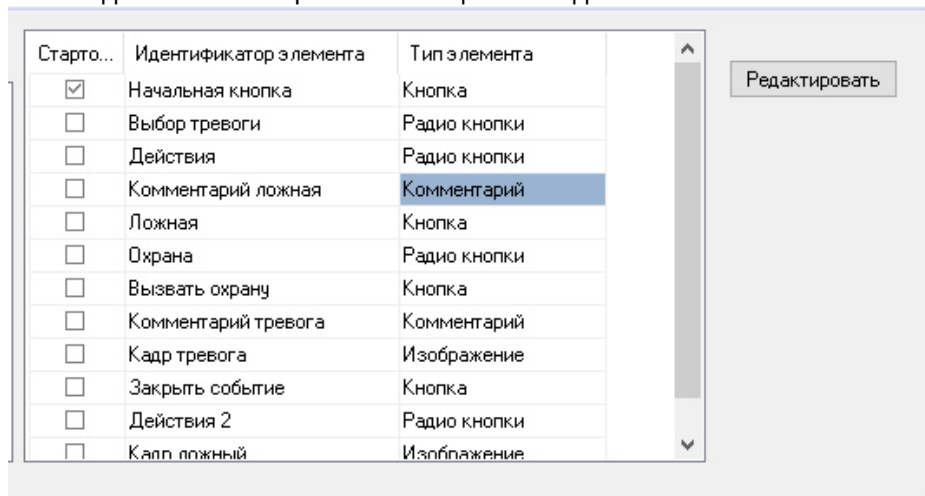 Старто... Идентификатор элемента Тип элемента
Редактировать
Начальная кнопка Кнопка
Выбор тревоги Радио кнопки
Действия Радио кнопки
Комментарий ложная Комментарий
Ложная Кнопка
Охрана Радио кнопки
Вызвать охрану Кнопка
Комментарий тревога Комментарий
Кадр тревога Изображение
Закрыть событие Кнопка
Действия 2 Радио кнопки
Кадр ложный Изображение